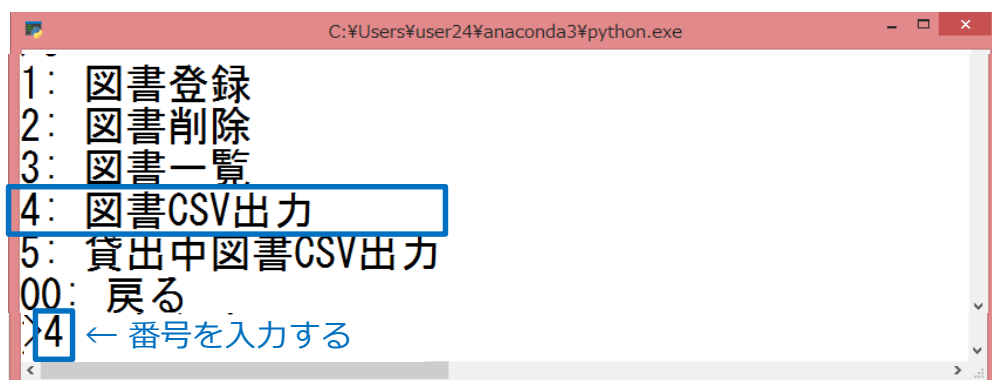 C:¥Users¥user24¥anaconda3¥python.exe
1: 図書登録
2: 図書削除
3: 図書一覧
4: 図書CSV出力
5: 貸出中図書CSV出力
00: 戻る
>4 ← 番号を入力する